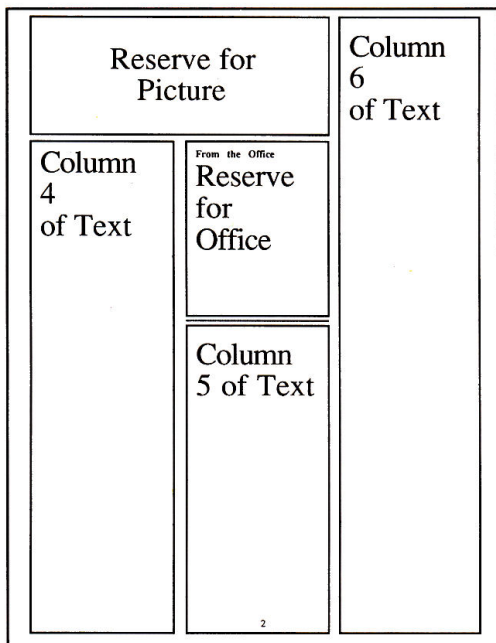 Reserve for
Picture
Column
4
of Text
From the Office
Reserve
for
Office
Column
5 of Text
2
Column
6
of Text